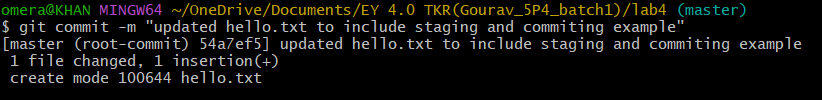 omera@KHAN MINGW64 ~/OneDrive/Documents/EY 4.0 TKR(Gourav_5P4_batch1)/lab4 (master)
$ git commit -m "updated hello.txt to include staging and commiting example"
[master (root-commit) 54a7ef5] updated hello.txt to include staging and commiting example
 1 file changed, 1 insertion(+)
 create mode 100644 hello.txt